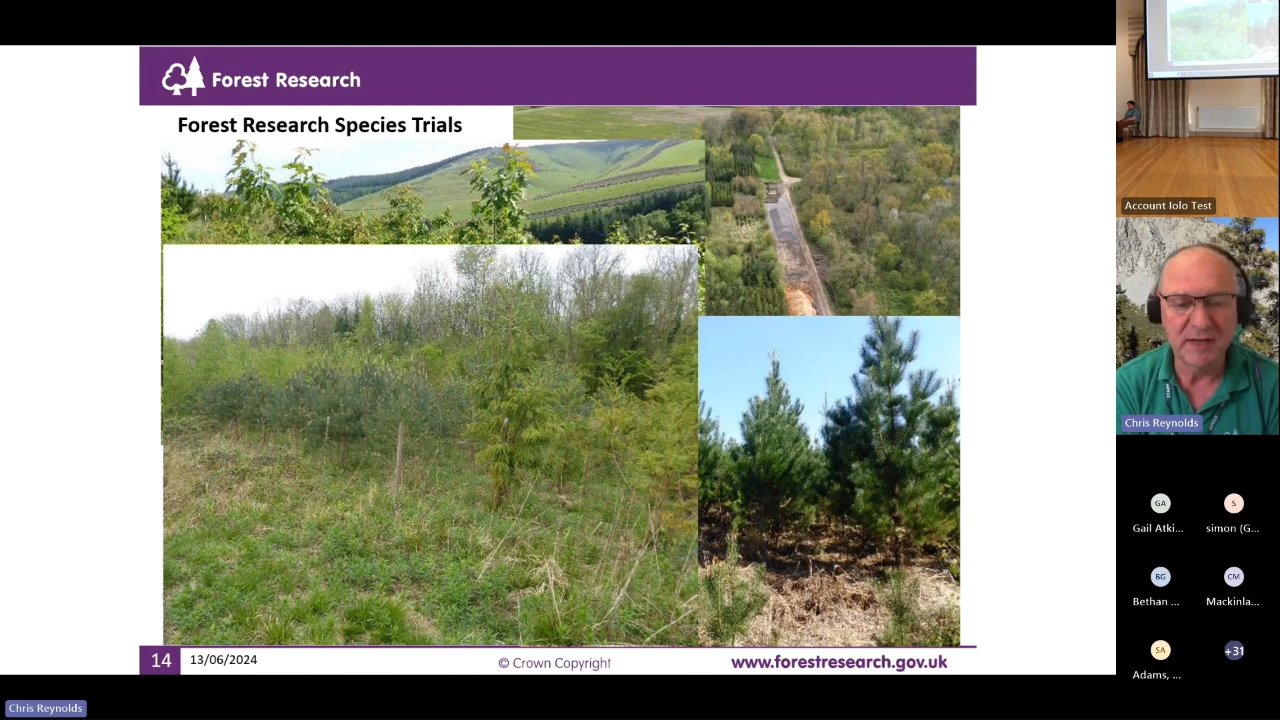 Forest Research
Forest Research Species Trials
14
13/06/2024
© Crown Copyright
www.forestresearch.gov.uk
Chris Reynolds
Account Iolo Test
STAFF
Chris Reynolds
GA
S
Gail Atki...
simon (G...
BG
CM
Bethan ...
Mackinla...
SA
+31
Adams, ...